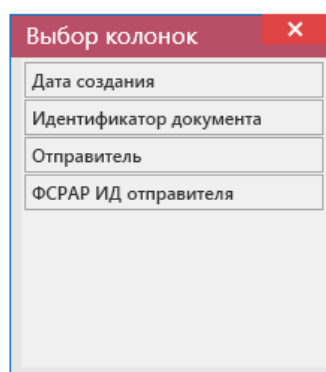 Выбор колонок
Дата создания
Идентификатор документа
Отправитель
ФСРАР ИД отправителя